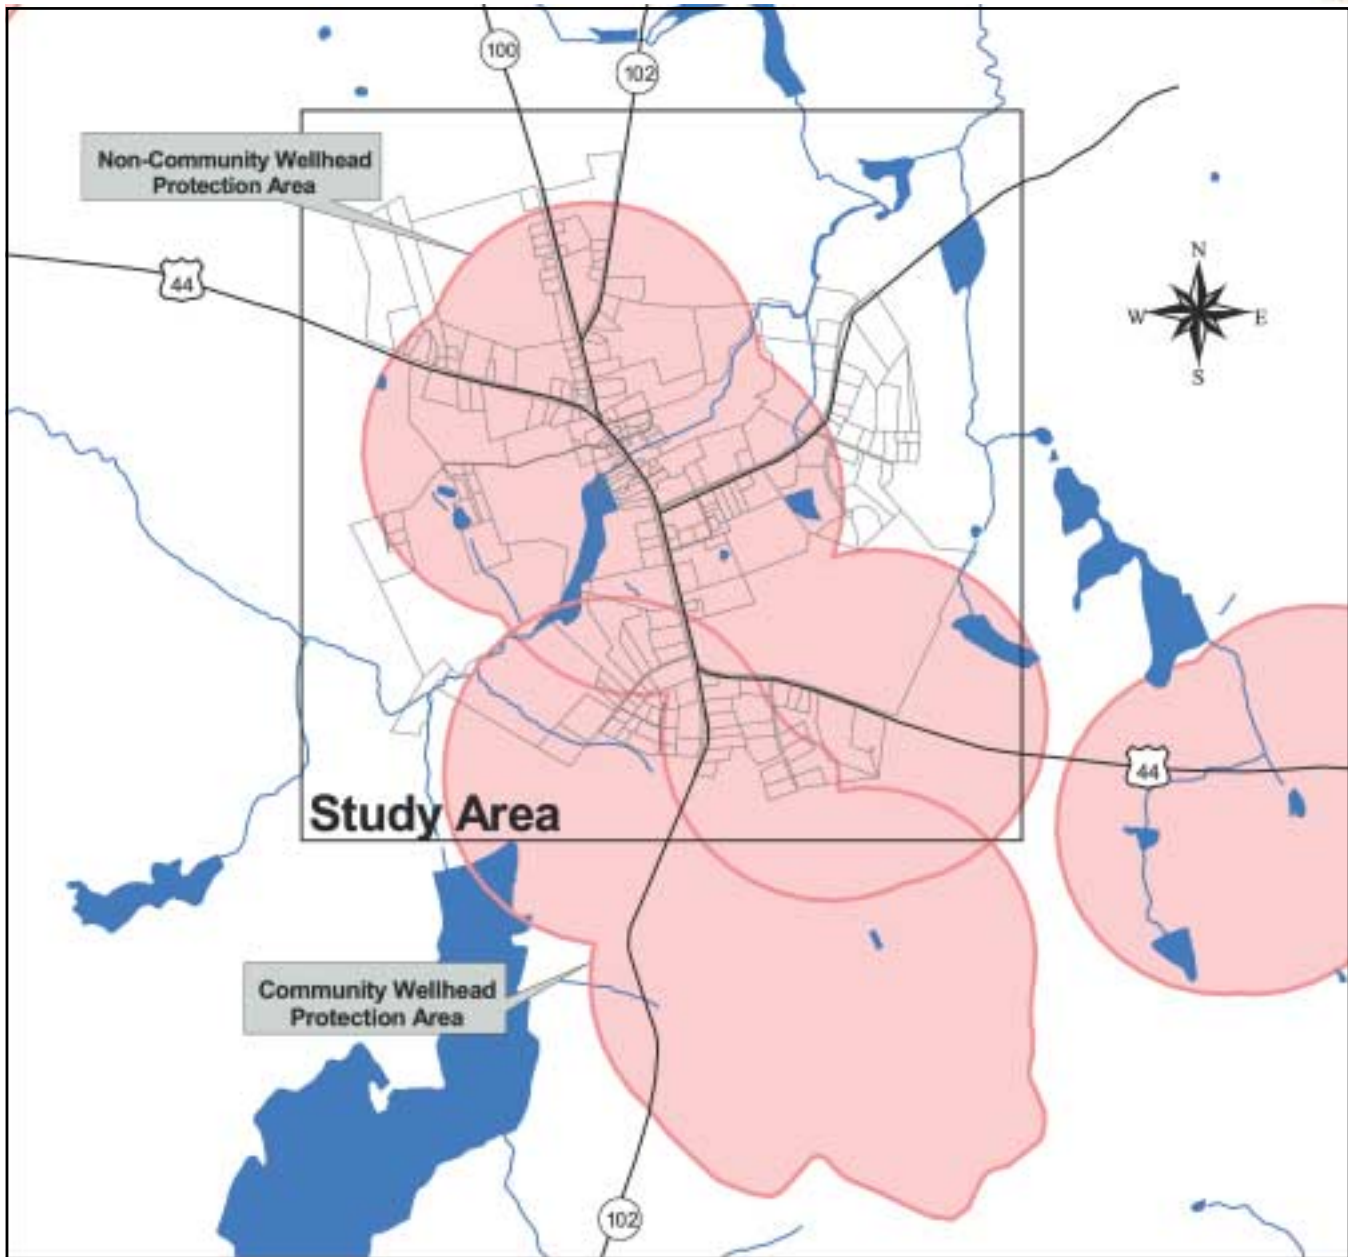 100
102
Non-Community Wellhead
Protection Area
44
N
W E
S
44
Study Area
Community Wellhead
Protection Area
102